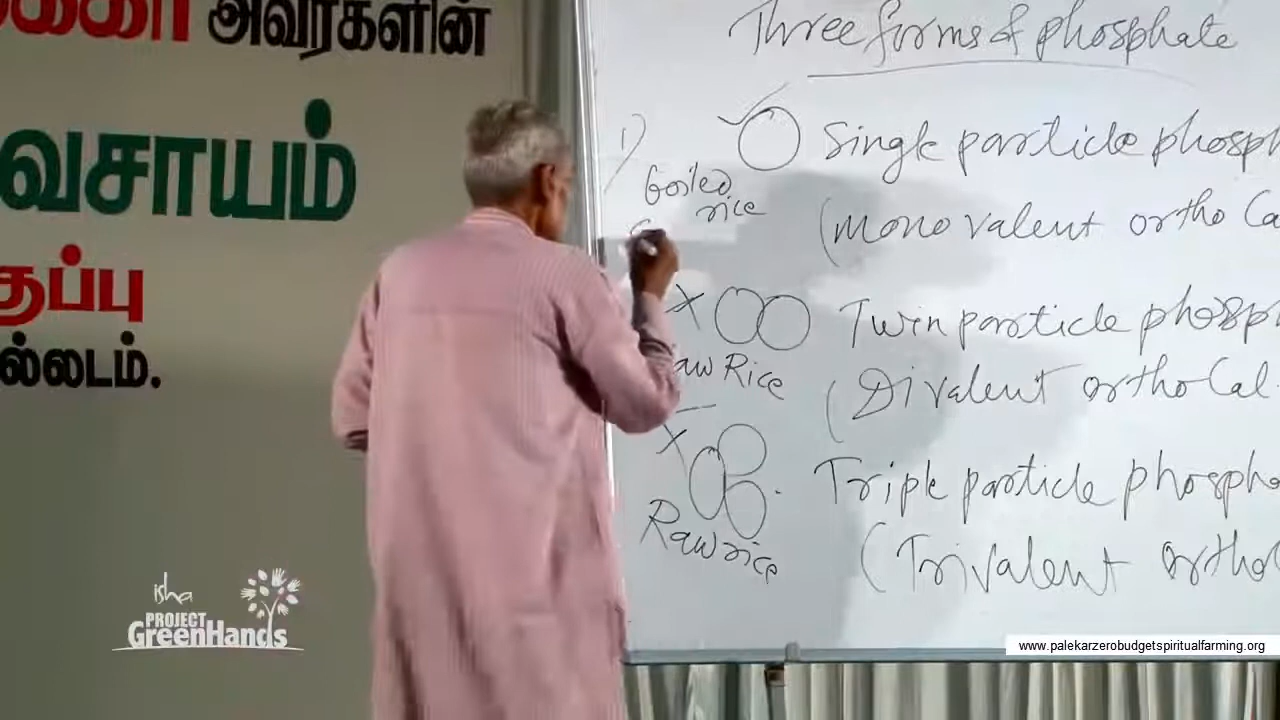 அவர்களின்
வசாயம்
தப்பு
ல்லடம்.
Three forms of phosphate
1)
Single particle phosph
Boiled
rice
(Mono valent ortho Ca
X
Twin particle phosph
aw Rice
(Divalent ortho Cal
X
Triple particle phospho
Raw rice
(Trivalent ortho
isha
PROJECT
GreenHands
www.palekarzerobudgetspiritualfarming.org